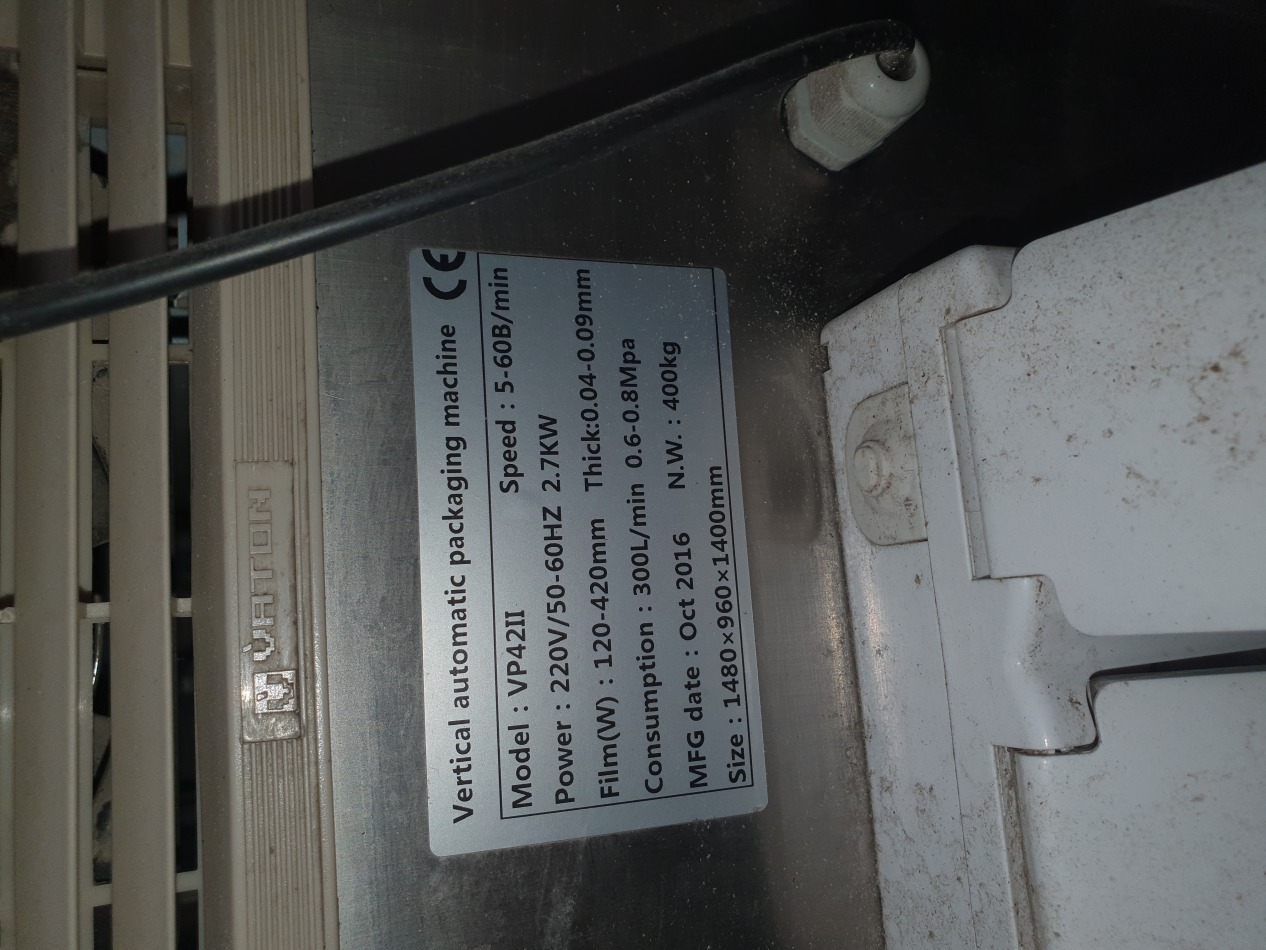 Vertical automatic packaging machine CE
Model : VP42II Speed : 5-60B/min
Power : 220V/50-60HZ 2.7KW
Film(W) : 120-420mm Thick:0.04-0.09mm
Consumption : 300L/min 0.6-0.8Mpa
MFG date : Oct 2016 N.W. : 400kg
Size : 1480×960×1400mm
VATON